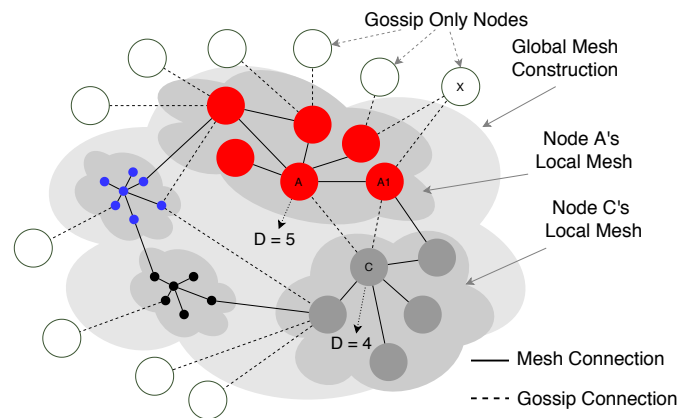 Gossip Only Nodes
Global Mesh
Construction
X
Node A's
Local Mesh
A
A1
Node C's
Local Mesh
D = 5
C
D = 4
Mesh Connection
Gossip Connection